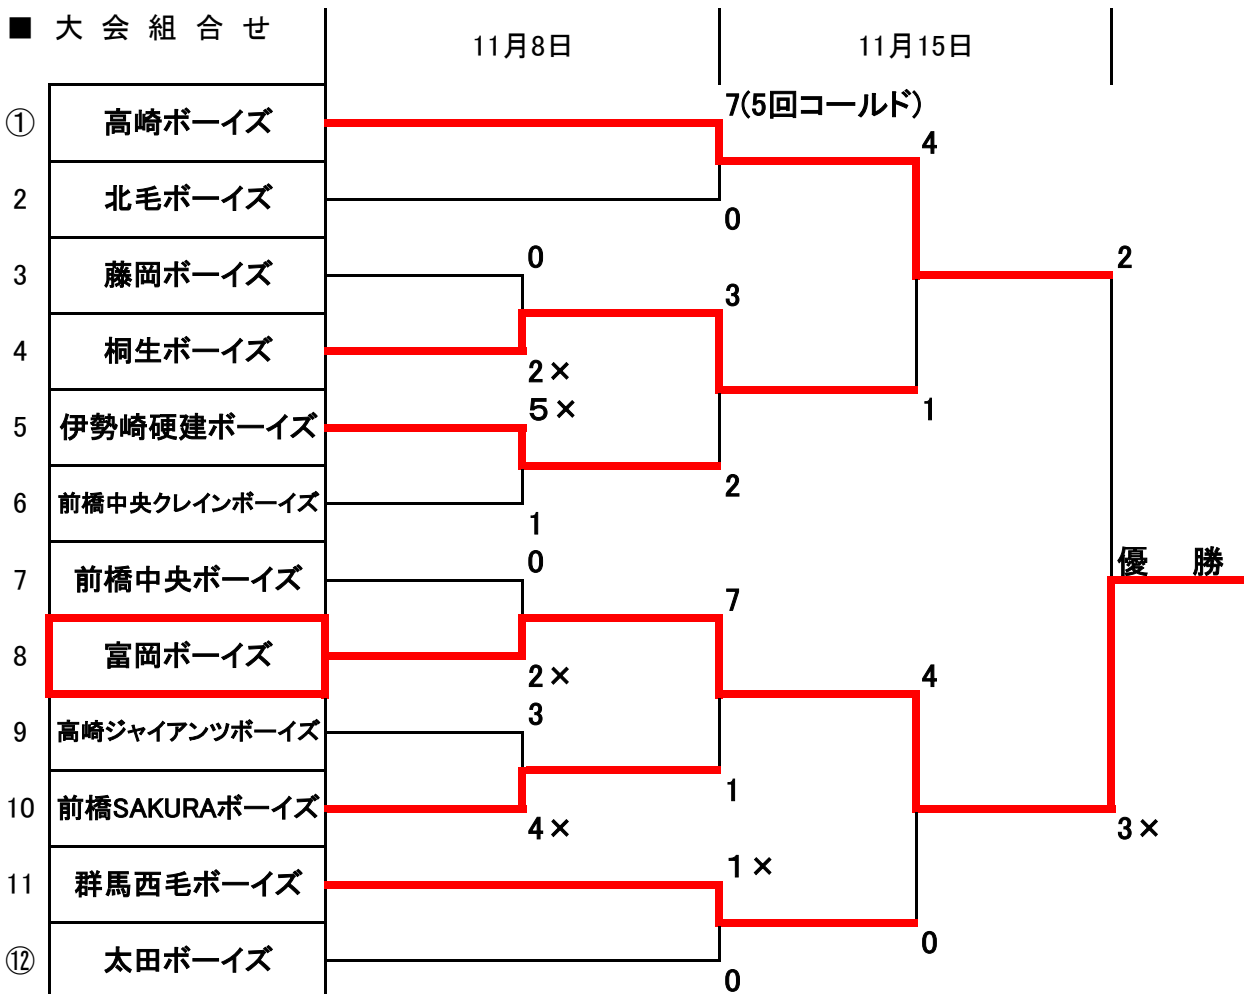 ■ 大会組合せ
11月8日
11月15日
① 高崎ボーイズ
7(5回コールド)
4
2 北毛ボーイズ
0
3 藤岡ボーイズ
0
2
3
4 桐生ボーイズ
2×
5×
1
5 伊勢崎硬建ボーイズ
2
6 前橋中央クレインボーイズ
1
0
優 勝
7 前橋中央ボーイズ
7
8 富岡ボーイズ
2×
4
3
9 高崎ジャイアンツボーイズ
1
10 前橋SAKURAボーイズ
4×
3×
1×
11 群馬西毛ボーイズ
0
⑫ 太田ボーイズ
0